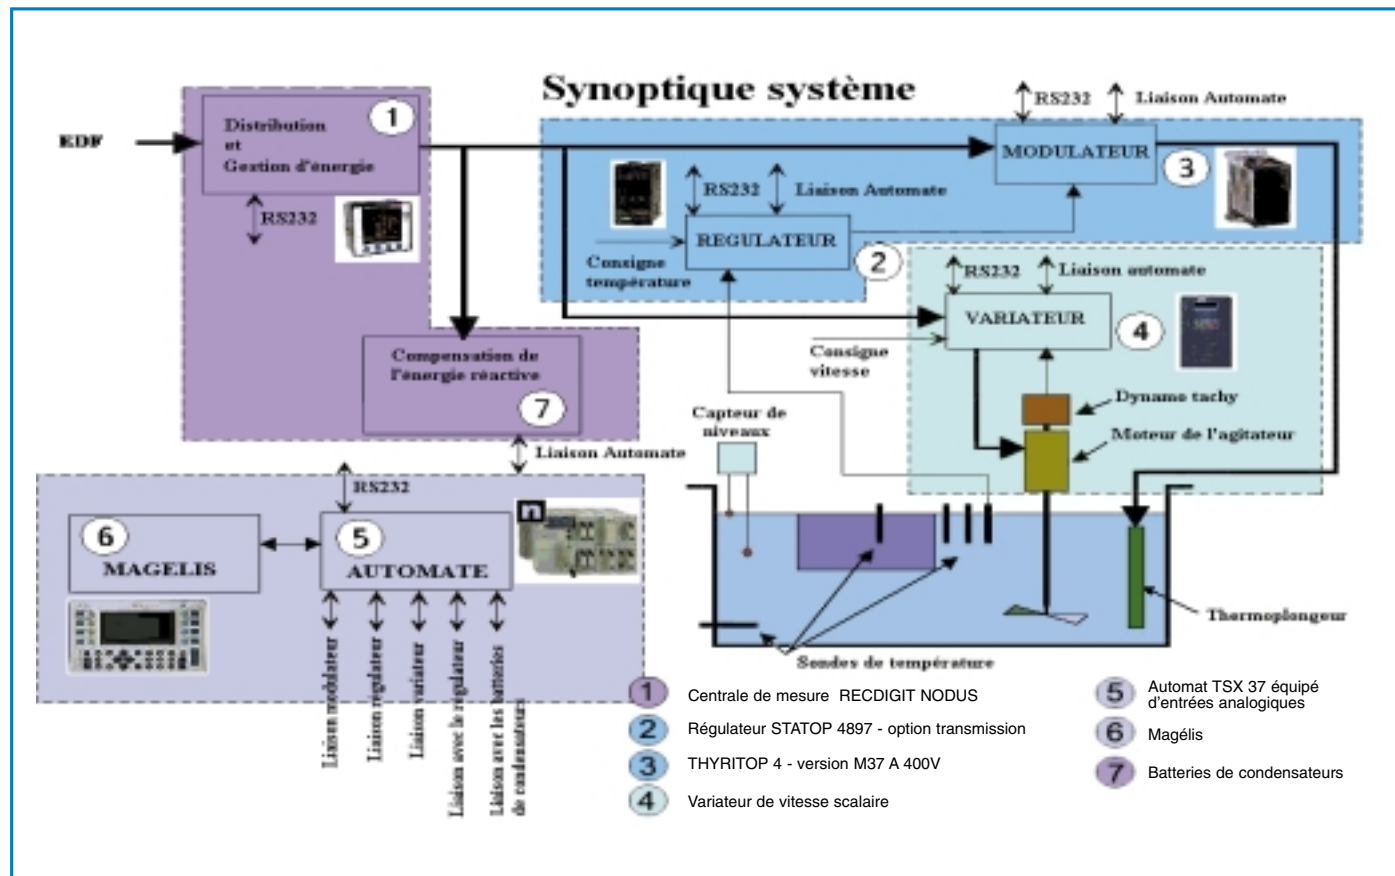 Synoptique système
EDF
Distribution
et
Gestion d'énergie
1
RS232
RS232
Liaison Automate
MODULATEUR
3
RS232
Liaison Automate
REGULATEUR
2
Consigne
température
RS232
Liaison automate
VARIATEUR
4
Consigne
vitesse
Compensation de
l'énergie réactive
7
Dynamo tachy
Moteur de l'agitateur
Capteur de
niveaux
Liaison Automate
RS232
6
MAGELIS
5
AUTOMATE
Thermoplongeur
Sondes de température
Liaison modulateur
Liaison régulateur
Liaison variateur
Liaison avec le régulateur
Liaison avec les batteries
de condensateurs
1 Centrale de mesure RECDIGIT NODUS
2 Régulateur STATOP 4897 - option transmission
3 THYRITOP 4 - version M37 A 400V
4 Variateur de vitesse scalaire
5 Automat TSX 37 équipé
d'entrées analogiques
6 Magélis
7 Batteries de condensateurs